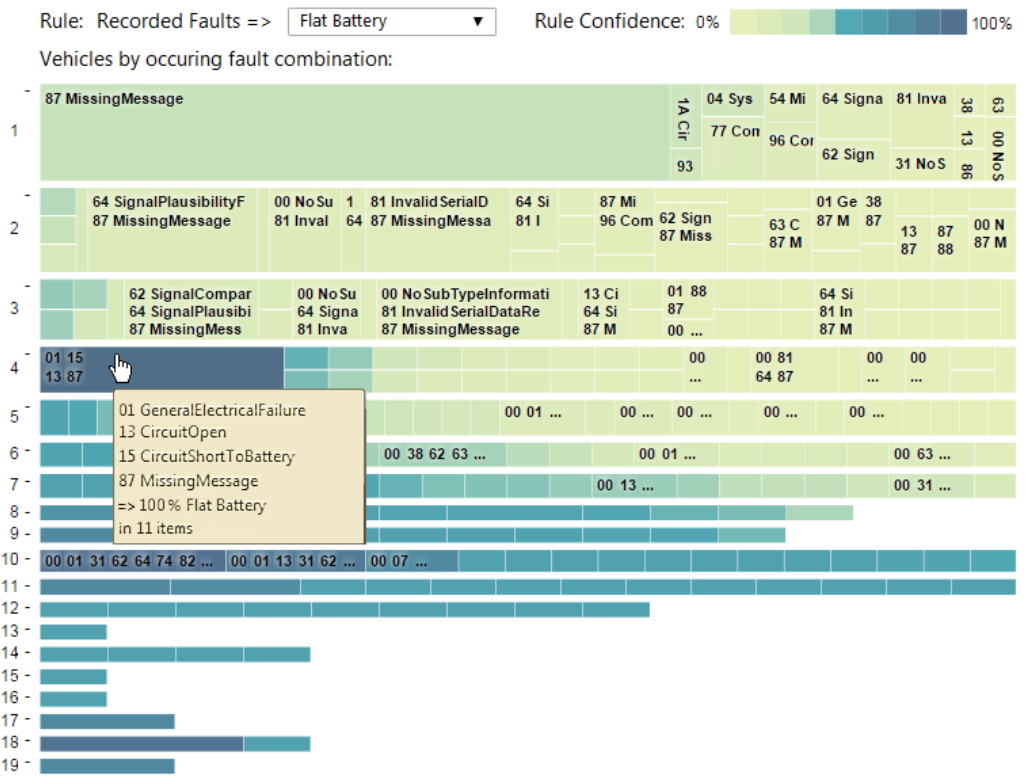 Rule: Recorded Faults => Flat Battery ▼ Rule Confidence: 0% 100%
Vehicles by occuring fault combination:
1
87 MissingMessage
1A Cir
93
04 Sys
77 Con
54 Mi
96 Cor
64 Signa
62 Sign
81 Inva
31 NoS
38
13
86
63
00 NoS
2
64 SignalPlausibilityF
87 MissingMessage
00 NoSu
81 Inval
1
64
81 InvalidSerialD
87 MissingMessa
64 Si
81 I
87 Mi
96 Com
62 Sign
87 Miss
63 C
87 M
01 Ge
87 M
38
87
13
87
87
88
00 N
87 M
3
62 SignalCompar
64 SignalPlausibi
87 MissingMess
00 NoSu
64 Signa
81 Inva
00 NoSubTypeInformati
81 InvalidSerialDataRe
87 MissingMessage
13 Ci
64 Si
87 M
01 88
87
00 ...
64 Si
81 In
87 M
4
01 15
13 87
00
...
00 81
64 87
00
...
00
...
01 GeneralElectricalFailure
13 CircuitOpen
15 CircuitShortToBattery
87 MissingMessage
=> 100% Flat Battery
in 11 items
5
00 01 ...
00 ...
00 ...
00 ...
00 ...
6
00 38 62 63 ...
00 01 ...
00 63 ...
7
00 13 ...
00 31 ...
8
9
10
00 01 31 62 64 74 82 ...
00 01 13 31 62 ...
00 07 ...
11
12
13
14
15
16
17
18
19